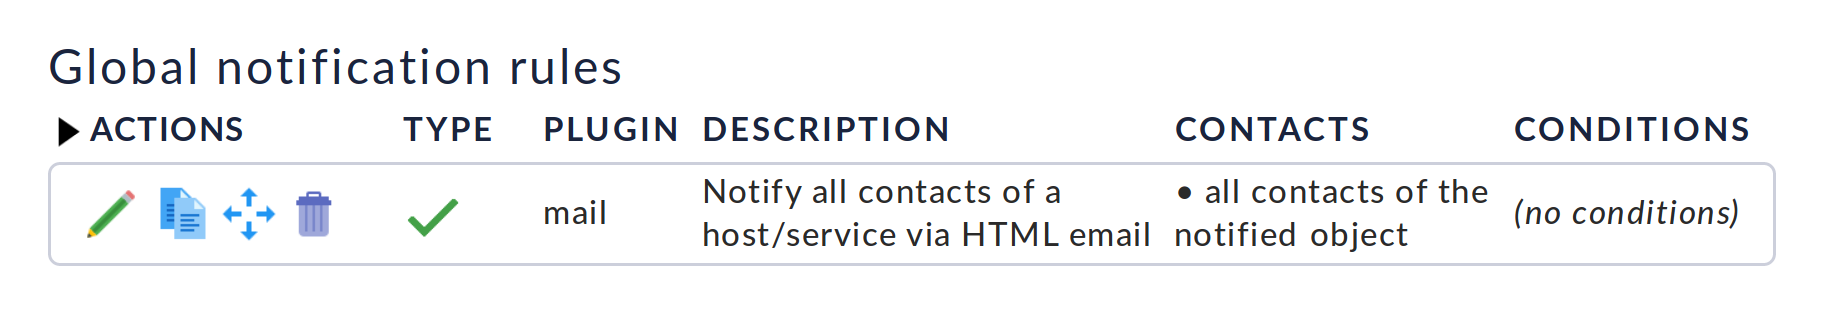 Global notification rules
ACTIONS TYPE PLUGIN DESCRIPTION CONTACTS CONDITIONS
mail
Notify all contacts of a
host/service via HTML email
• all contacts of the
notified object
(no conditions)